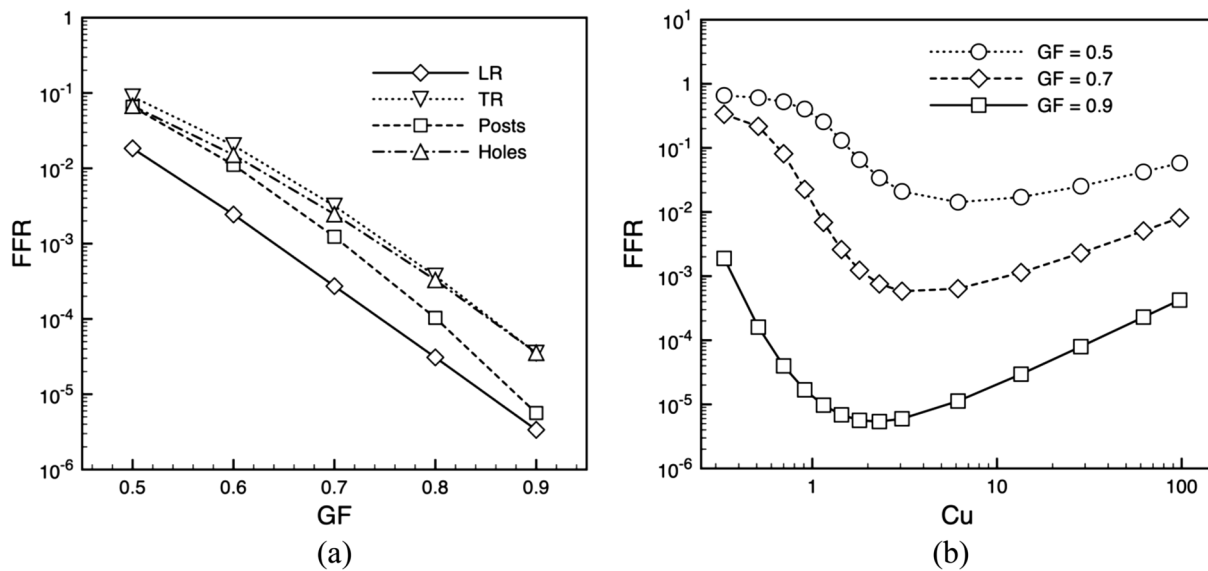 1
10⁻¹
10⁻²
10⁻³
10⁻⁴
10⁻⁵
10⁻⁶
FFR
0.5 0.6 0.7 0.8 0.9
GF
LR
TR
Posts
Holes
(a)
10¹
1
10⁻¹
10⁻²
10⁻³
10⁻⁴
10⁻⁵
10⁻⁶
FFR
1 10 100
Cu
GF = 0.5
GF = 0.7
GF = 0.9
(b)